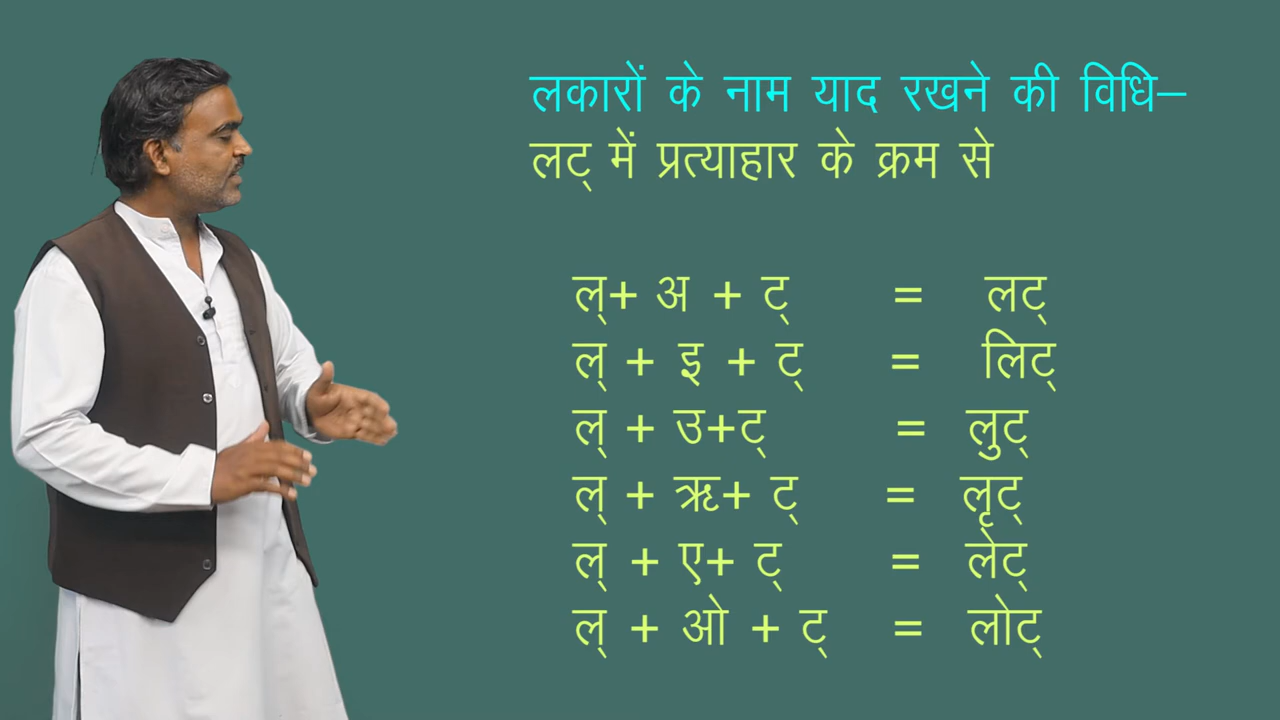 लकारों के नाम याद रखने की विधि–
लट् में प्रत्याहार के क्रम से
ल्+ अ + ट् = लट्
ल् + इ + ट् = लिट्
ल् + उ+ट् = लुट्
ल् + ऋ+ ट् = लृट्
ल् + ए+ ट् = लेट्
ल् + ओ + ट् = लोट्